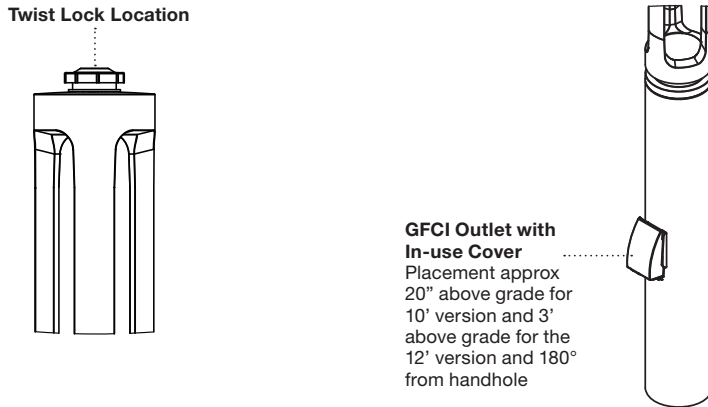 Twist Lock Location
GFCI Outlet with
In-use Cover
Placement approx
20” above grade for
10’ version and 3’
above grade for the
12’ version and 180°
from handhole